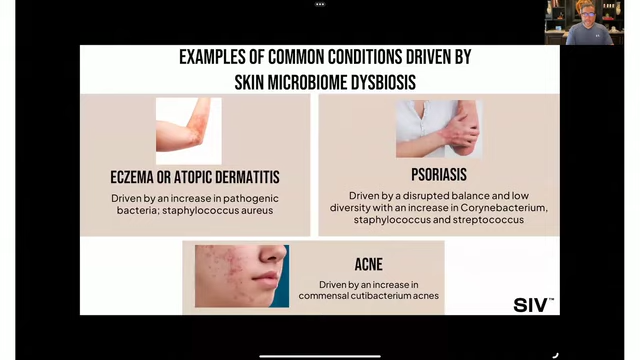 EXAMPLES OF COMMON CONDITIONS DRIVEN BY
SKIN MICROBIOME DYSBIOSIS
ECZEMA OR ATOPIC DERMATITIS
Driven by an increase in pathogenic
bacteria; staphylococcus aureus
PSORIASIS
Driven by a disrupted balance and low
diversity with an increase in Corynebacterium,
staphylococcus and streptococcus
ACNE
Driven by an increase in
commensal cutibacterium acnes
SIV™